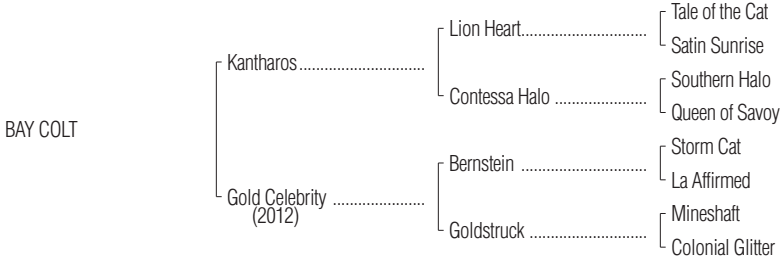 Tale of the Cat
Lion Heart..............................
Satin Sunrise
Kantharos..............................
Southern Halo
Contessa Halo ......................
Queen of Savoy
BAY COLT
Storm Cat
Bernstein ..............................
La Affirmed
Gold Celebrity ......................
(2012)
Mineshaft
Goldstruck ............................
Colonial Glitter